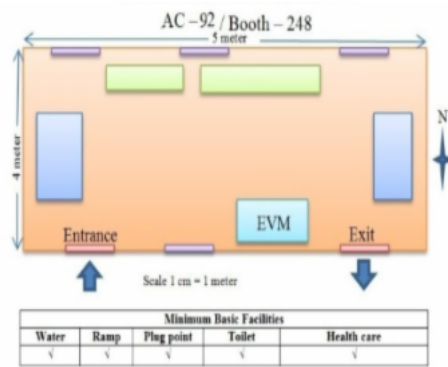 AC – 92 / Booth – 248
5 meter
4 meter
N
EVM
Entrance
Exit
Scale 1 cm = 1 meter
Minimum Basic Facilities
Water Ramp Plug point Toilet Health care
√ √ √ √ √